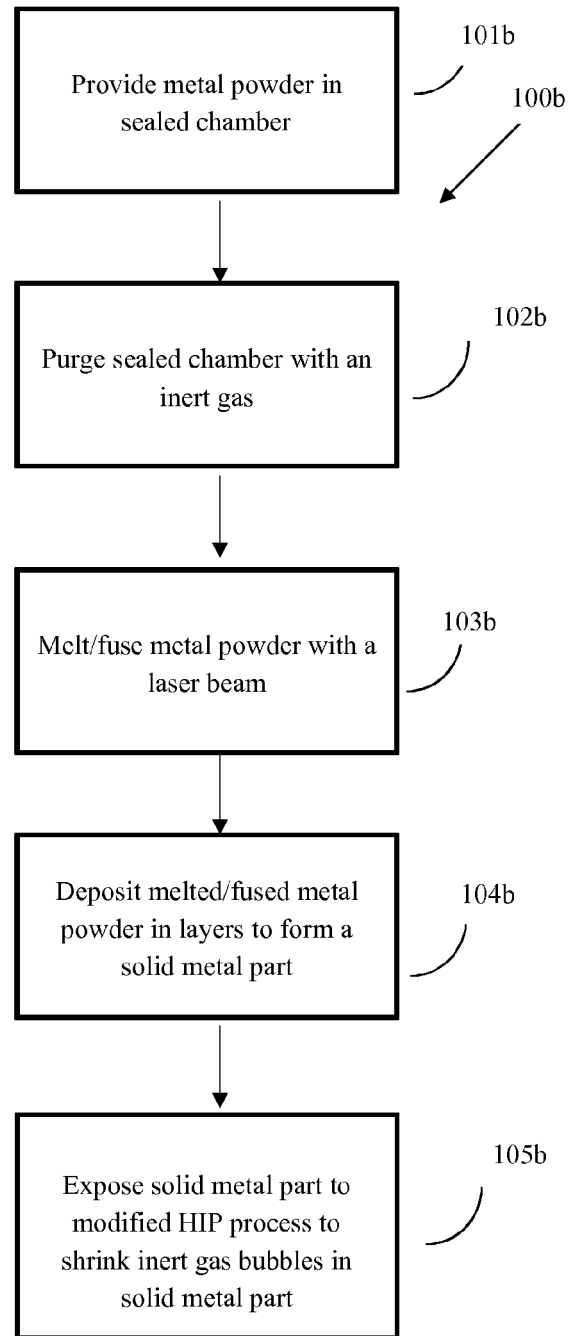 101b
Provide metal powder in
sealed chamber
100b
102b
Purge sealed chamber with an
inert gas
103b
Melt/fuse metal powder with a
laser beam
Deposit melted/fused metal
powder in layers to form a
solid metal part
104b
105b
Expose solid metal part to
modified HIP process to
shrink inert gas bubbles in
solid metal part